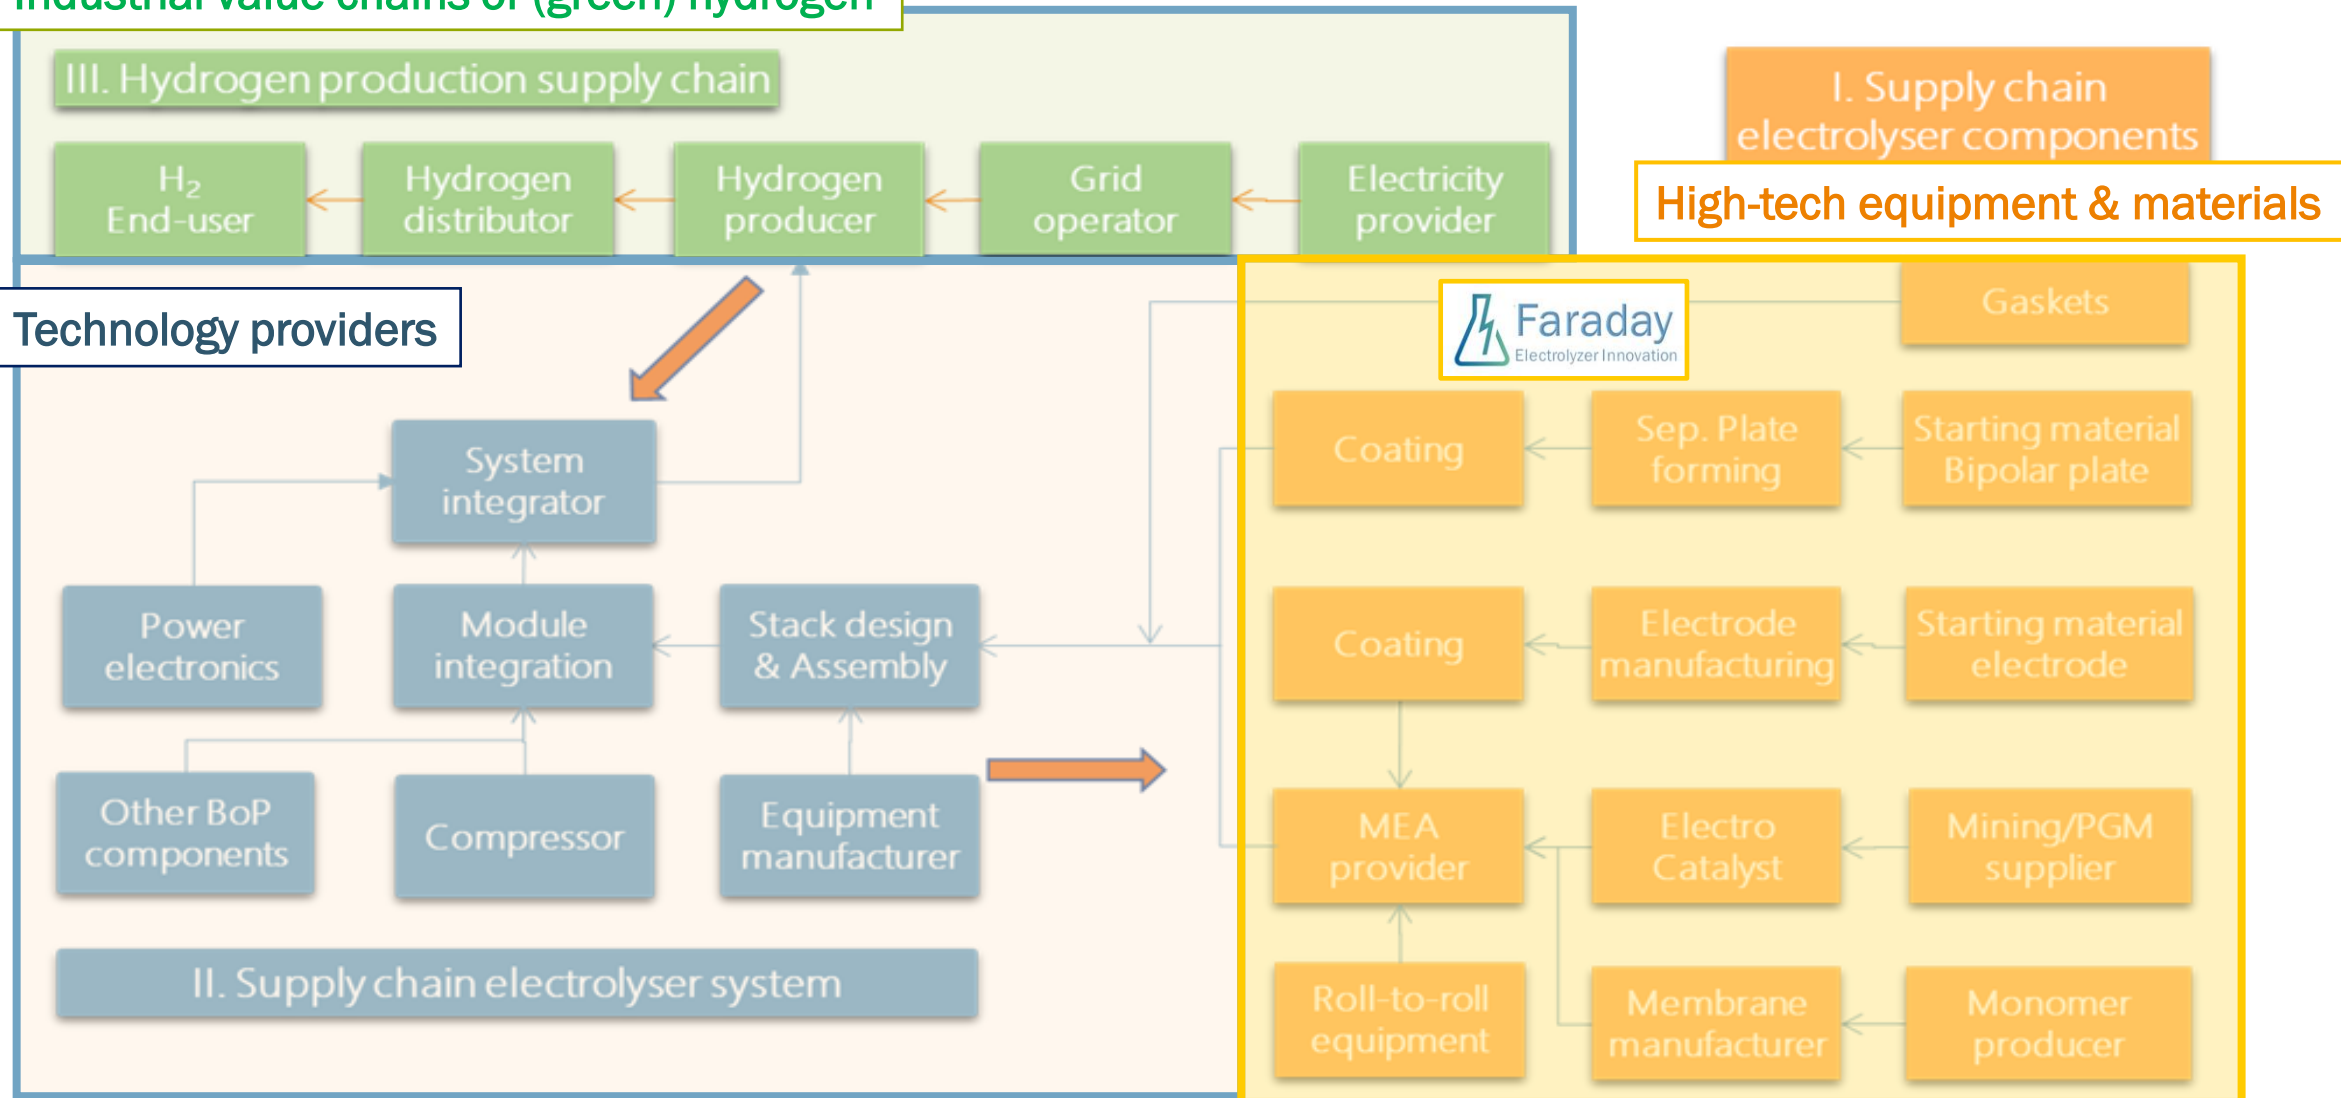 Industrial value chains of (green) hydrogen
III. Hydrogen production supply chain
H₂
End-user
Hydrogen
distributor
Hydrogen
producer
Grid
operator
Electricity
provider
I. Supply chain
electrolyser components
High-tech equipment & materials
Technology providers
Faraday
Electrolyzer Innovation
Gaskets
System
integrator
Coating
Sep. Plate
forming
Starting material
Bipolar plate
Power
electronics
Module
integration
Stack design
& Assembly
Coating
Electrode
manufacturing
Starting material
electrode
Other BoP
components
Compressor
Equipment
manufacturer
MEA
provider
Electro
Catalyst
Mining/PGM
supplier
II. Supply chain electrolyser system
Roll-to-roll
equipment
Membrane
manufacturer
Monomer
producer